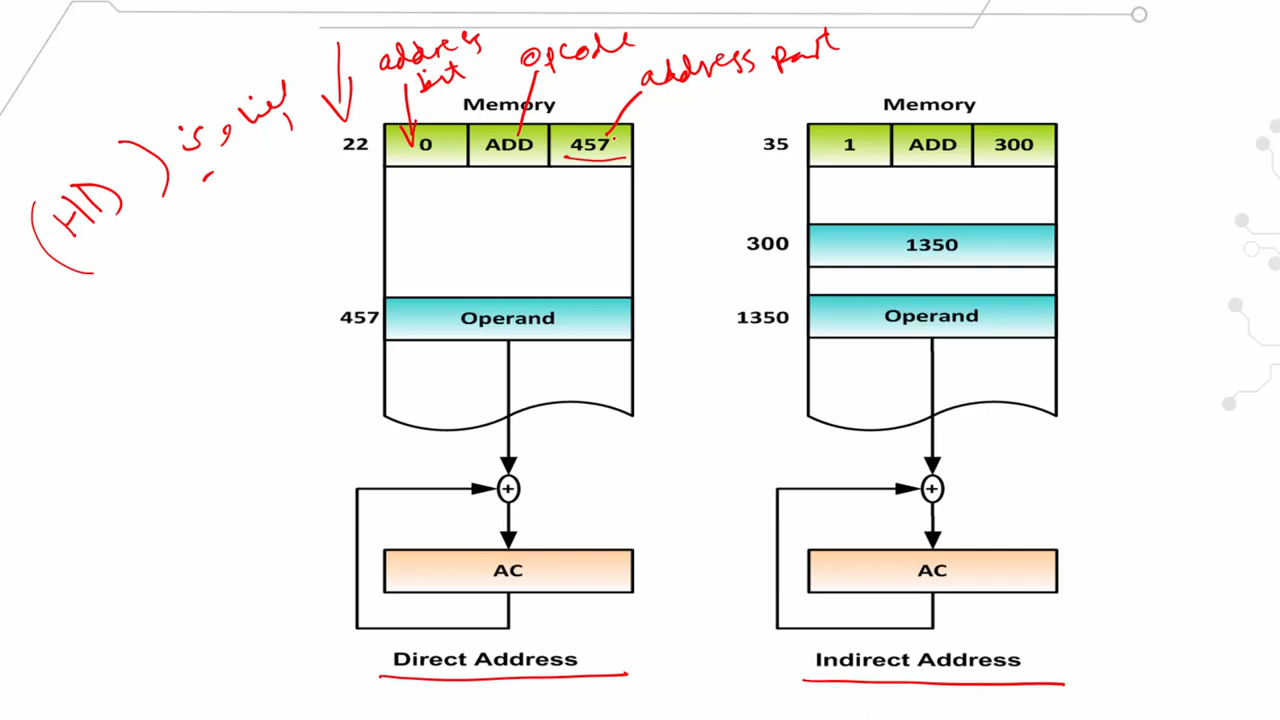 address
opcode
address part
bit
Memory
Memory
22 0 ADD 457
35 1 ADD 300
300 1350
457 Operand
1350 Operand
+
+
AC
AC
Direct Address
Indirect Address